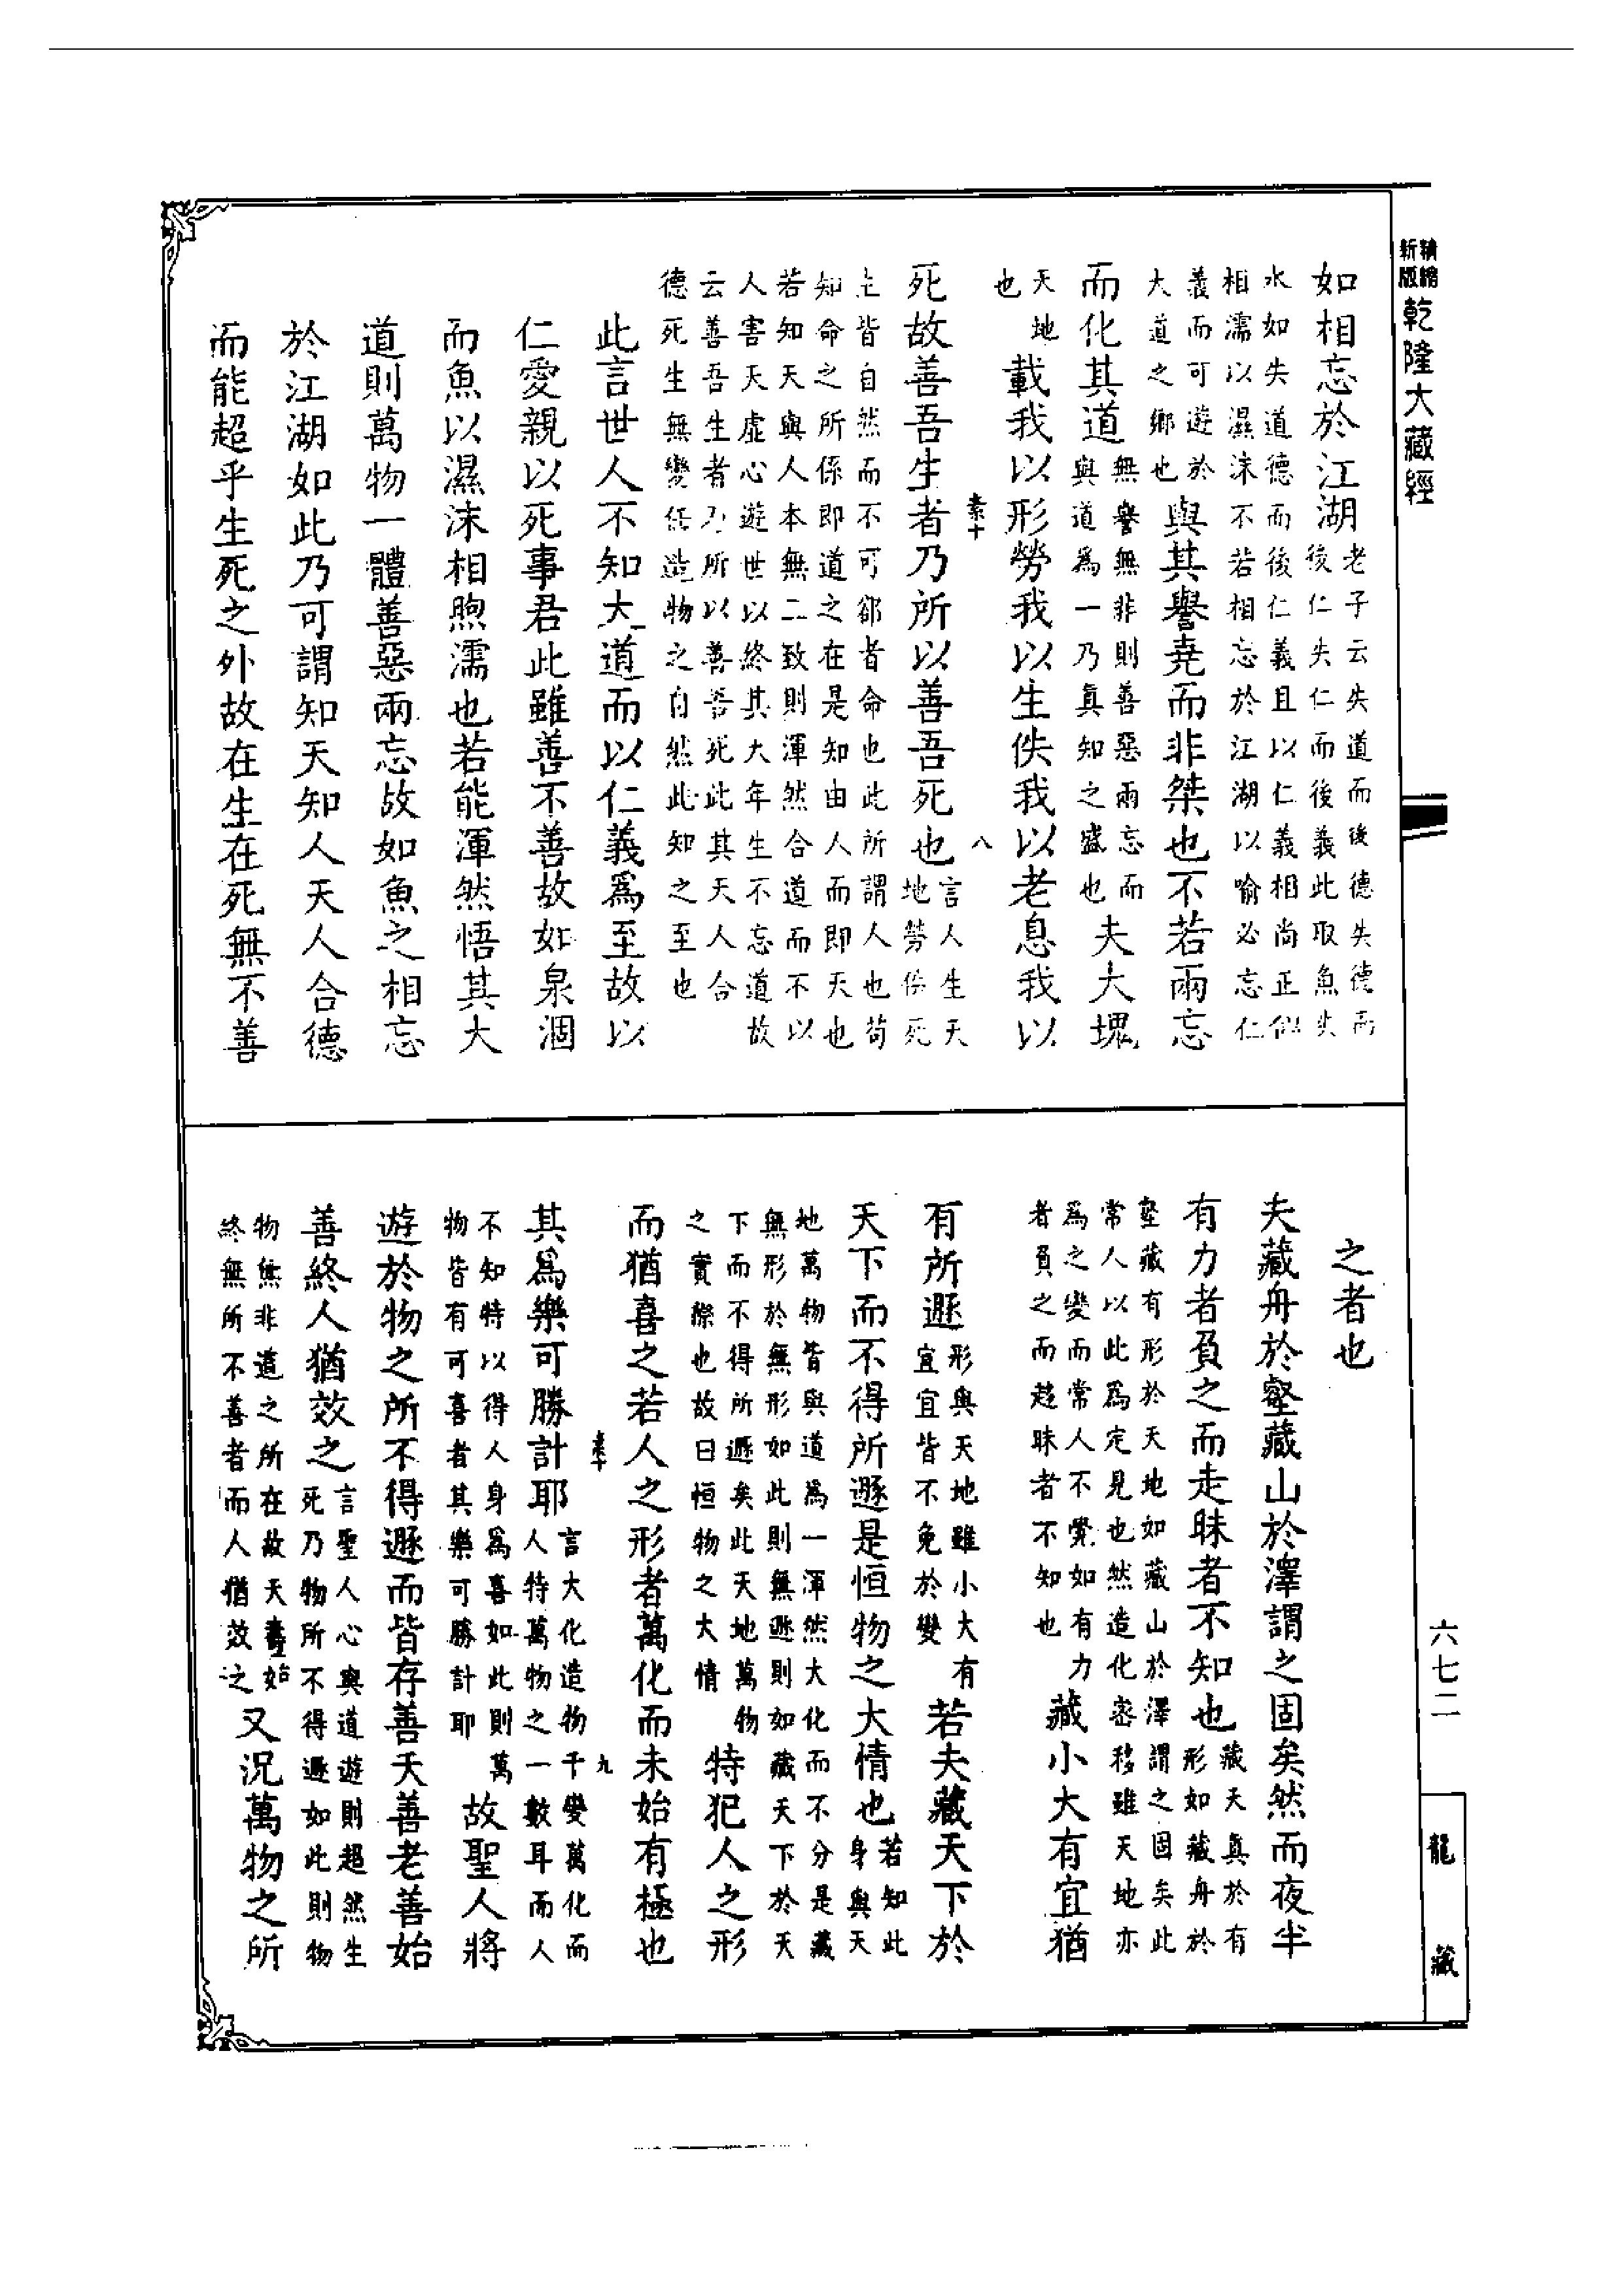 精縮
新版
乾隆大藏經
如相忘於江湖
老子云失道而後德失德而
後仁失仁而後義此取魚失
水如失道德而後仁義且以仁義相尚正似
相濡以濕沫不若相忘於江湖以喻必忘仁
義而可遊於
大道之鄉也
與其譽堯而非桀也不若兩忘
而化其道
無譽無非則善惡兩忘而
與道為一乃真知之盛也
夫大塊
天地
也
載我以形勞我以生佚我以老息我以
素十
八
死故善吾生者乃所以善吾死也
言人生天
地勞佚死
生皆自然而不可卻者命也此所謂人也苟
知命之所係即道之在是知由人而即天也
若知天與人本無二致則渾然合道而不以
人害天虛心遊世以終其大年生不忘道故
云善吾生者乃所以善吾死此其天人合
德死生無變任造物之自然此知之至也
此言世人不知大道而以仁義為至故以
仁愛親以死事君此雖善不善故如泉涸
而魚以濕沫相煦濡也若能渾然悟其大
道則萬物一體善惡兩忘故如魚之相忘
於江湖如此乃可謂知天知人天人合德
而能超乎生死之外故在生在死無不善
之者也
夫藏舟於壑藏山於澤謂之固矣然而夜半
有力者負之而走昧者不知也
藏天真於有
形如藏舟於
壑藏有形於天地如藏山於澤謂之固矣此
常人以此為定見也然造化密移雖天地亦
為之變而常人不覺如有力
者負之而趍昧者不知也
藏小大有宜猶
有所遯
形與天地雖小大有
宜宜皆不免於變
若夫藏天下於
天下而不得所遯是恒物之大情也
若知此
身與天
地萬物皆與道為一渾然大化而不分是藏
無形於無形如此則無遯則如藏天下於天
下而不得所遯矣此天地萬物
之實際也故曰恒物之大情
特犯人之形
而猶喜之若人之形者萬化而未始有極也
素十
九
其為樂可勝計耶
言大化造物千變萬化而
人特萬物之一數耳而人
不知特以得人身為喜如此則萬
物皆有可喜者其樂可勝計耶
故聖人將
遊於物之所不得遯而皆存善夭善老善始
善終人猶效之
言聖人心與道遊則超然生
死乃物所不得遯如此則物
物無非道之所在故天壽始
終無所不善者而人猶效之
又況萬物之所
六七二
龍藏